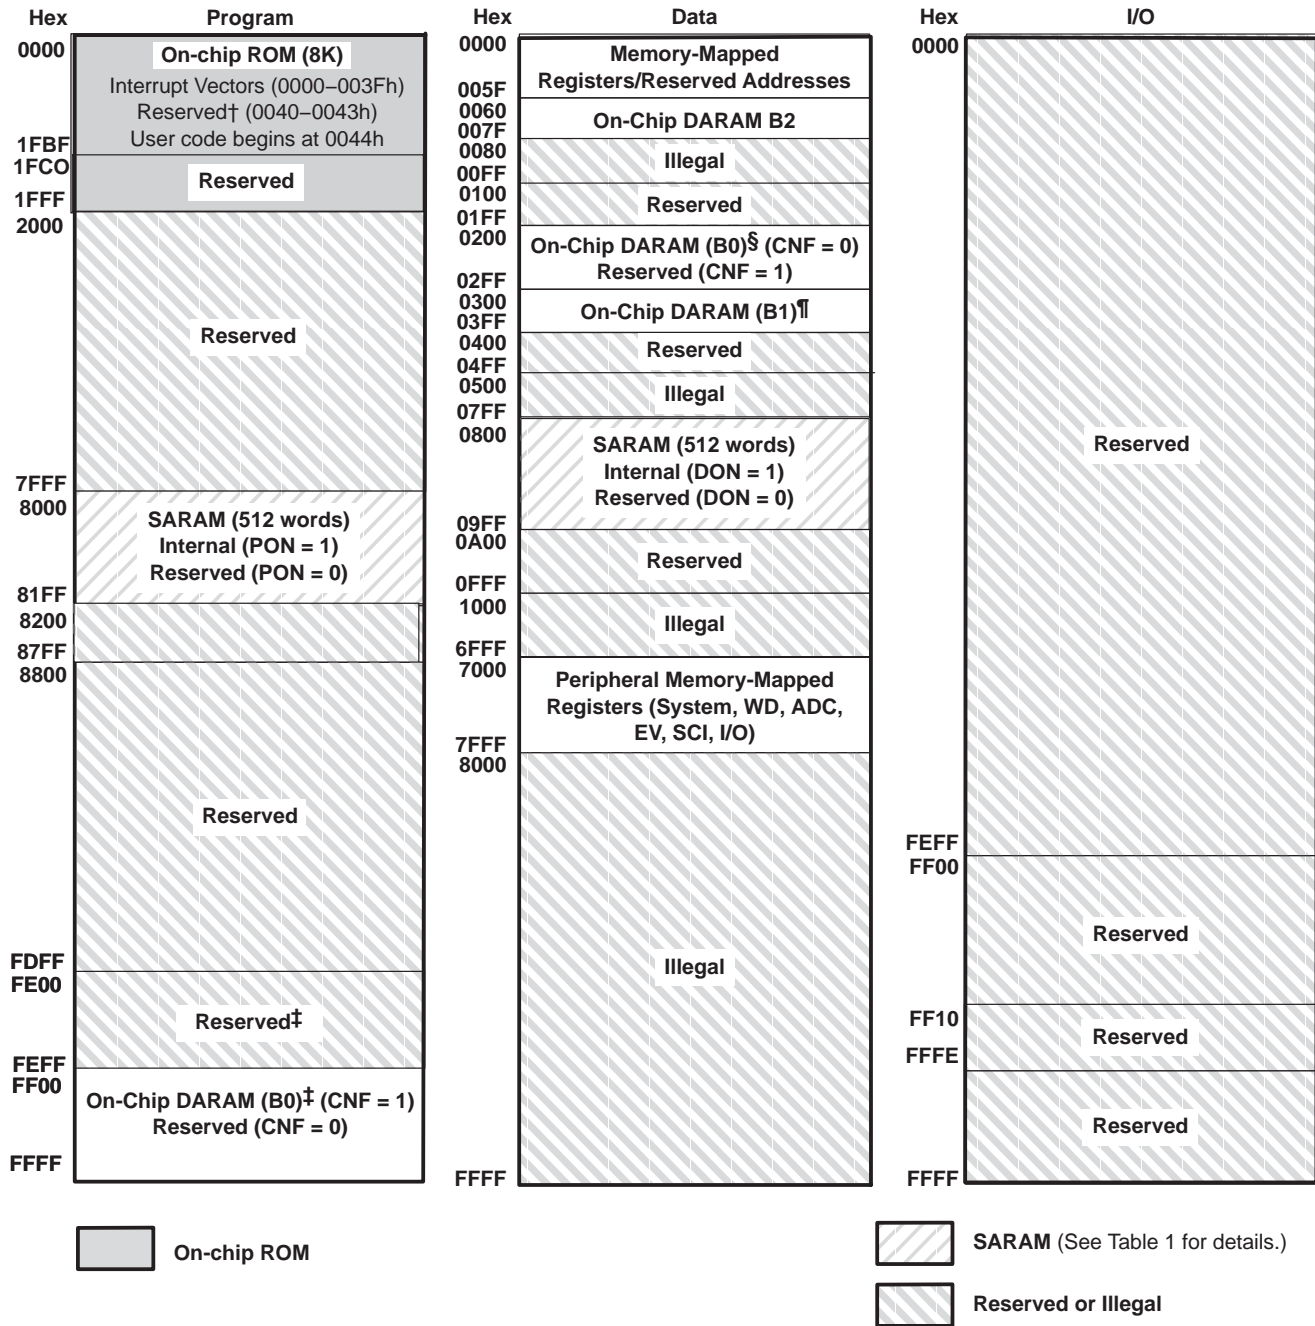 Hex Program
0000
On-chip ROM (8K)
Interrupt Vectors (0000–003Fh)
Reserved† (0040–0043h)
User code begins at 0044h
1FBF
1FCO
Reserved
1FFF
2000
Reserved
7FFF
8000
SARAM (512 words)
Internal (PON = 1)
Reserved (PON = 0)
81FF
8200
87FF
8800
Reserved
FDFF
FE00
Reserved‡
FEFF
FF00
On-Chip DARAM (B0)‡ (CNF = 1)
Reserved (CNF = 0)
FFFF
Hex Data
0000
Memory-Mapped
Registers/Reserved Addresses
005F
0060
On-Chip DARAM B2
007F
0080
Illegal
00FF
0100
Reserved
01FF
0200
On-Chip DARAM (B0)§ (CNF = 0)
Reserved (CNF = 1)
02FF
0300
On-Chip DARAM (B1)¶
03FF
0400
Reserved
04FF
0500
Illegal
07FF
0800
SARAM (512 words)
Internal (DON = 1)
Reserved (DON = 0)
09FF
0A00
Reserved
0FFF
1000
Illegal
6FFF
7000
Peripheral Memory-Mapped
Registers (System, WD, ADC,
EV, SCI, I/O)
7FFF
8000
Illegal
FFFF
Hex I/O
0000
Reserved
FEFF
FF00
Reserved
FF10
Reserved
FFFE
Reserved
FFFF
On-chip ROM
SARAM (See Table 1 for details.)
Reserved or Illegal